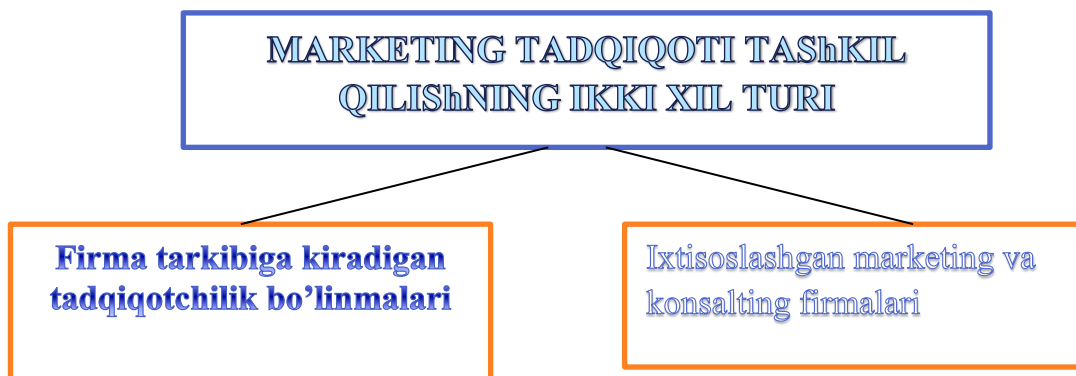 MARKETING TADQIQOTI TAShKIL
QILIShNING IKKI XIL TURI
Firma tarkibiga kiradigan
tadqiqotchilik bo’linmalari
Ixtisoslashgan marketing va
konsalting firmalari